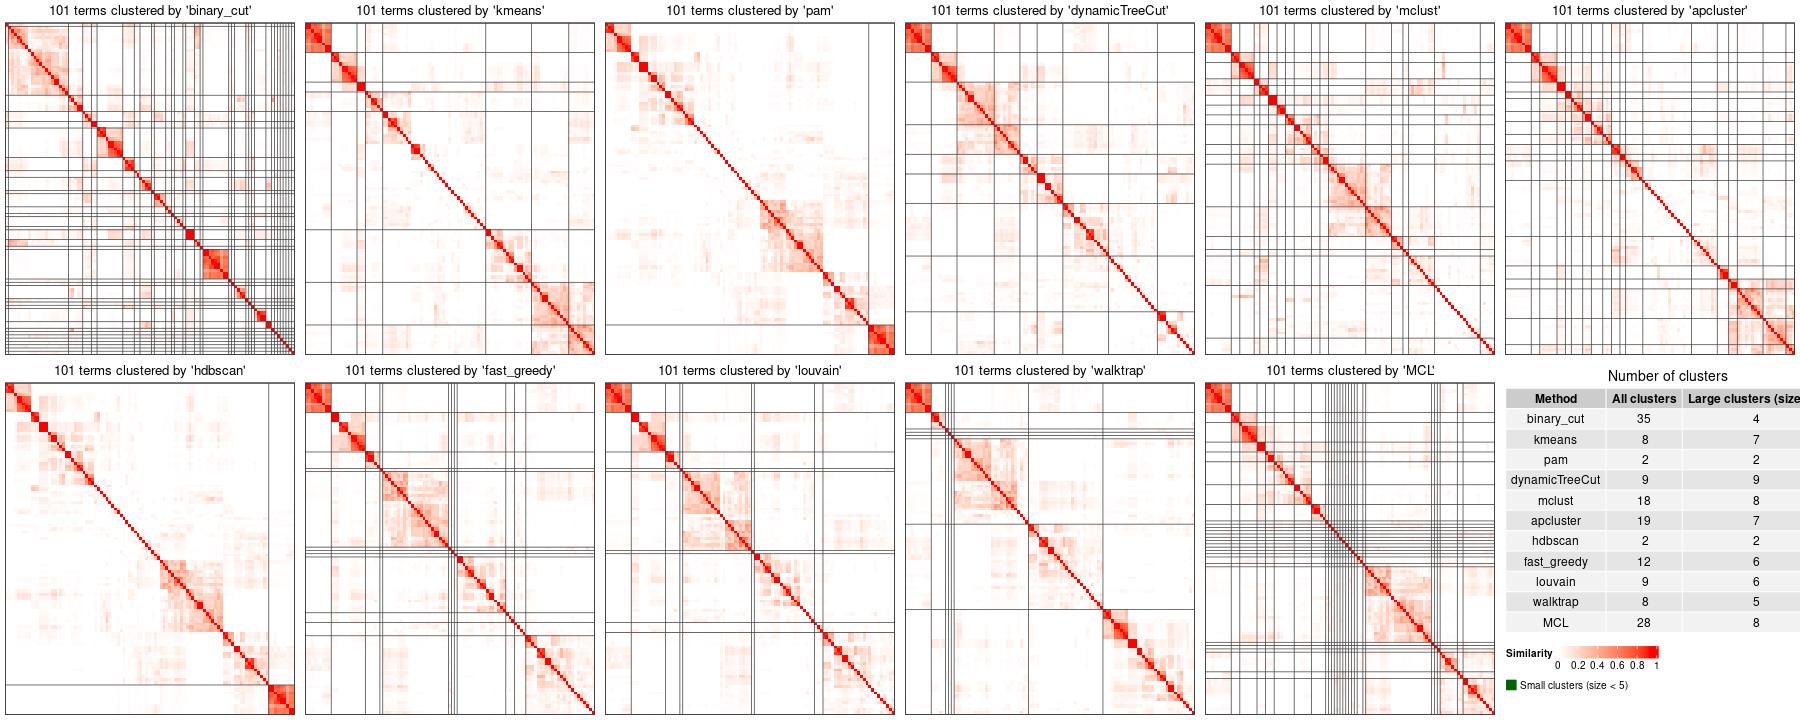 101 terms clustered by 'binary_cut'
101 terms clustered by 'kmeans'
101 terms clustered by 'pam'
101 terms clustered by 'dynamicTreeCut'
101 terms clustered by 'mclust'
101 terms clustered by 'apcluster'
101 terms clustered by 'hdbscan'
101 terms clustered by 'fast_greedy'
101 terms clustered by 'louvain'
101 terms clustered by 'walktrap'
101 terms clustered by 'MCL'
Number of clusters
Method All clusters Large clusters (size
binary_cut 35 4
kmeans 8 7
pam 2 2
dynamicTreeCut 9 9
mclust 18 8
apcluster 19 7
hdbscan 2 2
fast_greedy 12 6
louvain 9 6
walktrap 8 5
MCL 28 8
Similarity
0 0.2 0.4 0.6 0.8 1
Small clusters (size < 5)